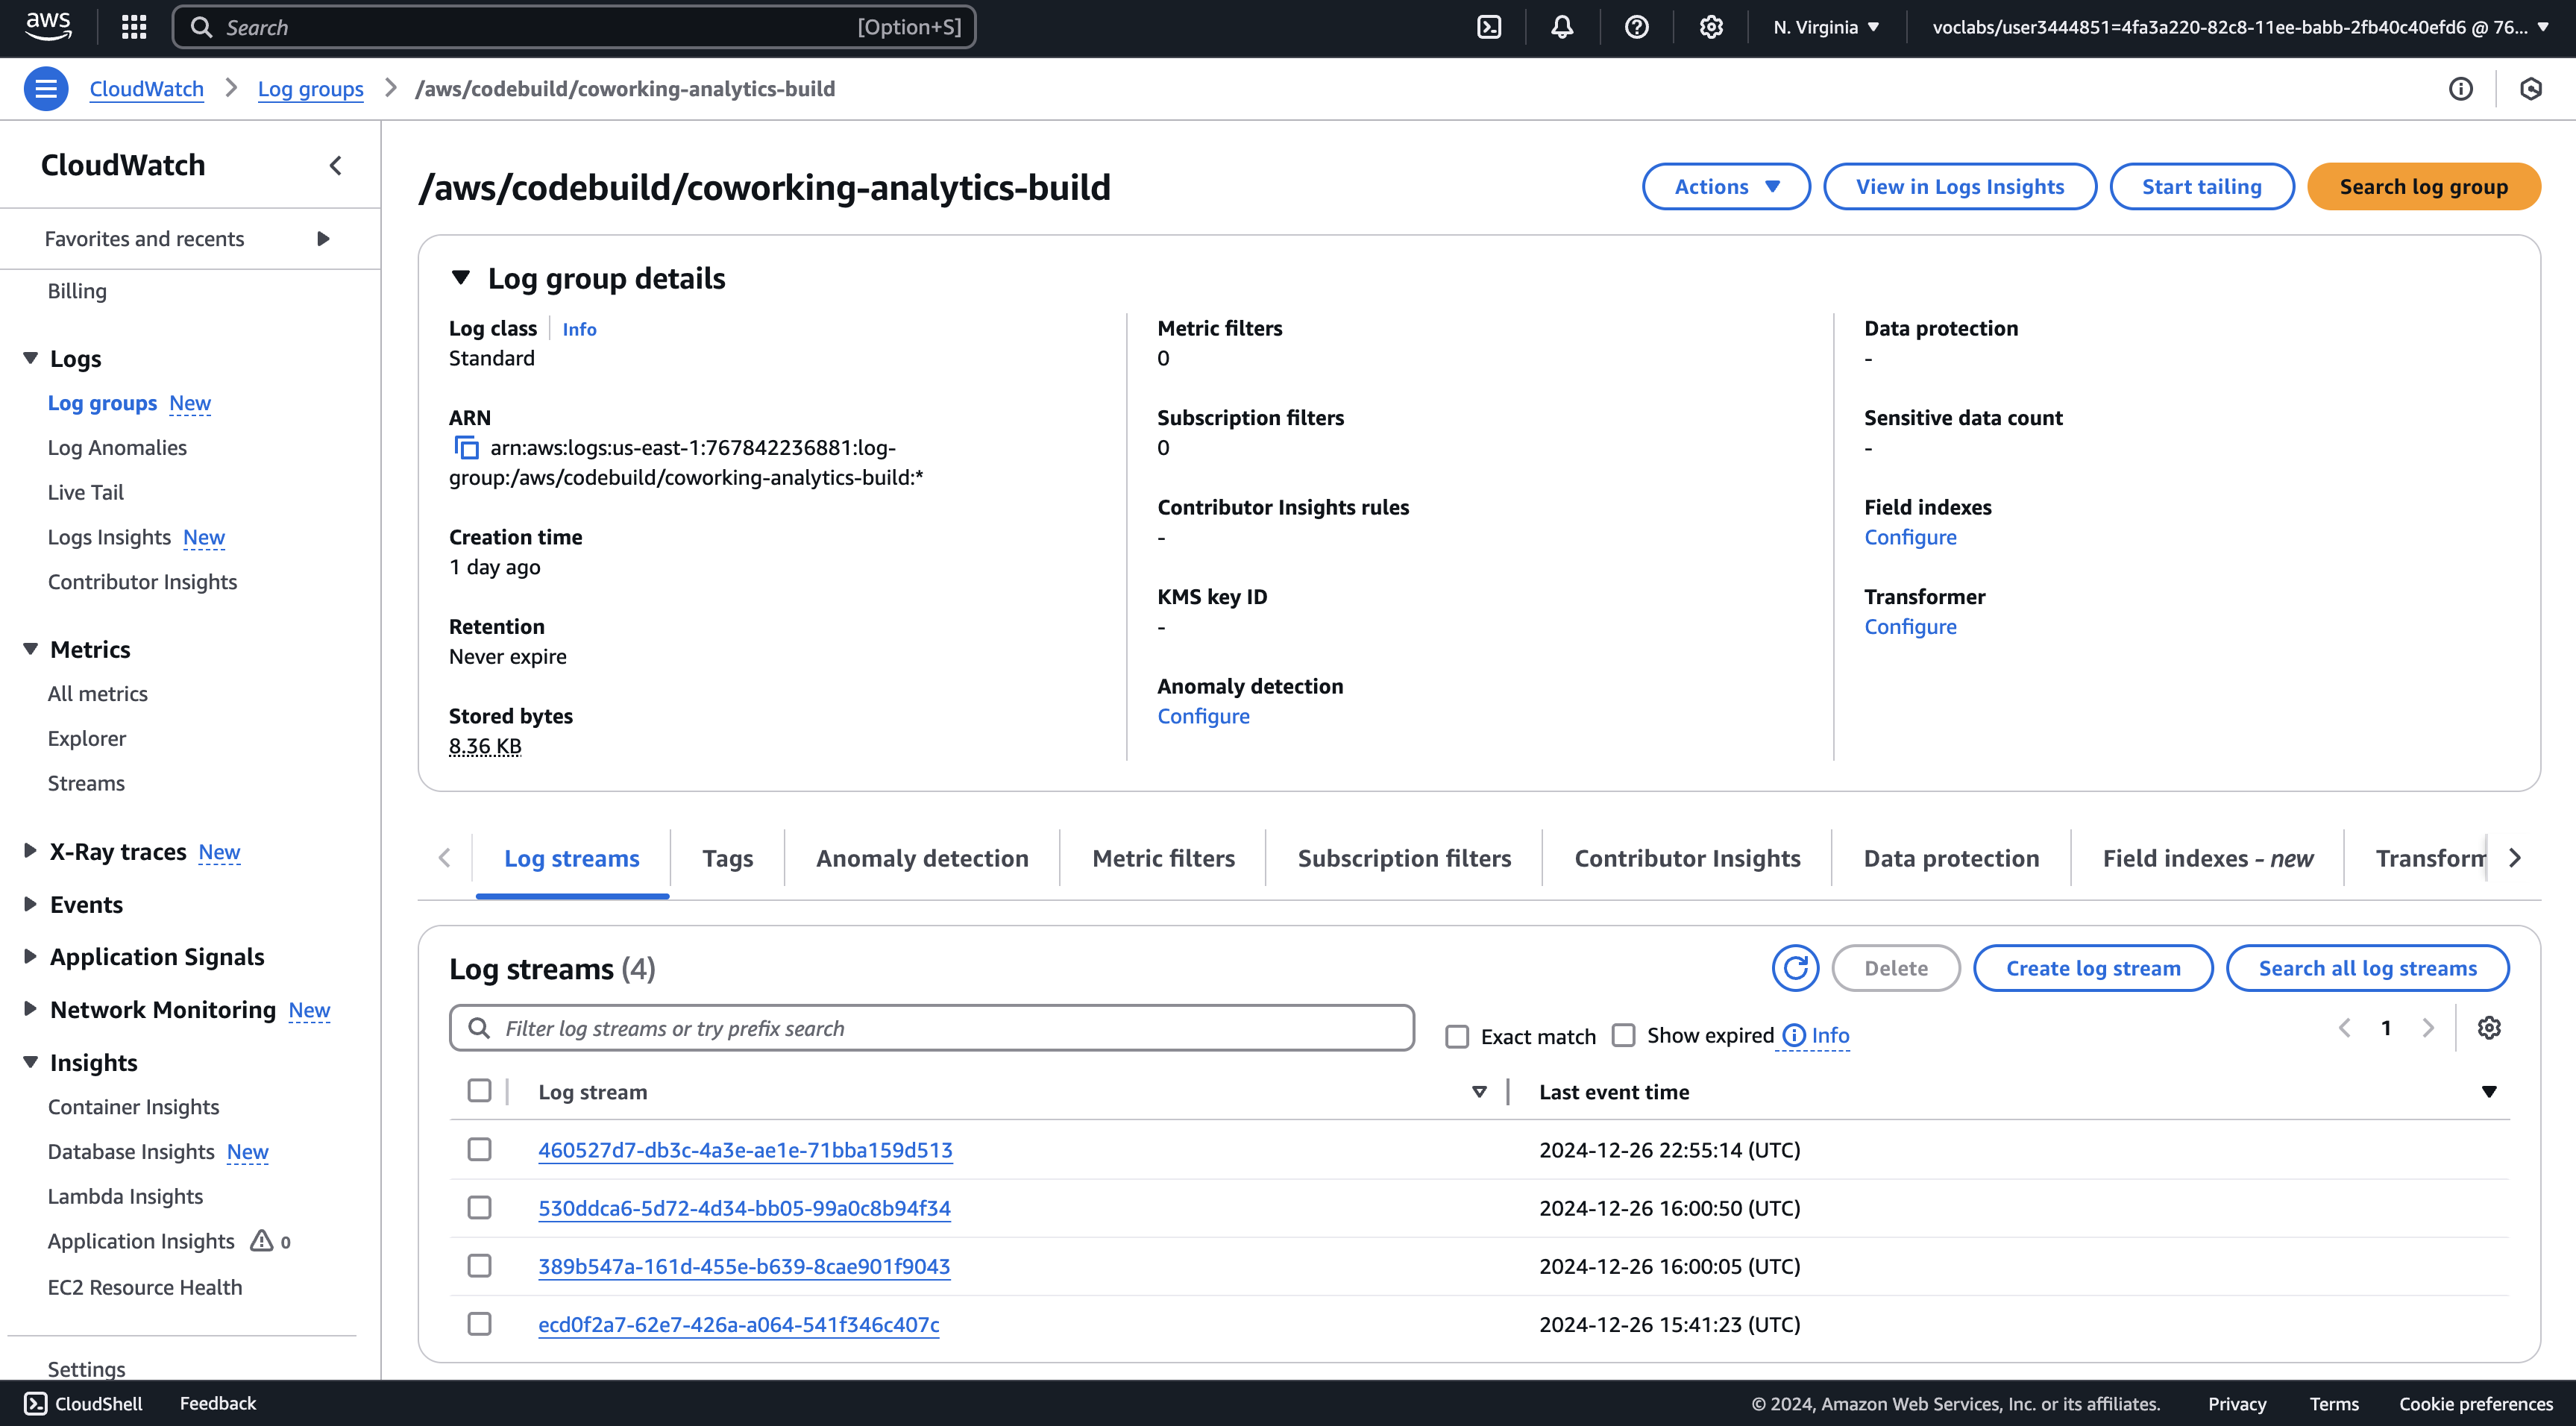 aws
Search
[Option+S]
N. Virginia
voclabs/user3444851=4fa3a220-82c8-11ee-babb-2fb40c40efd6 @ 76...
CloudWatch
Log groups
/aws/codebuild/coworking-analytics-build
CloudWatch
Favorites and recents
Billing
Logs
Log groups New
Log Anomalies
Live Tail
Logs Insights New
Contributor Insights
Metrics
All metrics
Explorer
Streams
X-Ray traces New
Events
Application Signals
Network Monitoring New
Insights
Container Insights
Database Insights New
Lambda Insights
Application Insights 0
EC2 Resource Health
Settings
/aws/codebuild/coworking-analytics-build
Actions
View in Logs Insights
Start tailing
Search log group
Log group details
Log class Info
Standard
ARN
arn:aws:logs:us-east-1:767842236881:log-
group:/aws/codebuild/coworking-analytics-build:*
Creation time
1 day ago
Retention
Never expire
Stored bytes
8.36 KB
Metric filters
0
Subscription filters
0
Contributor Insights rules
-
KMS key ID
-
Anomaly detection
Configure
Data protection
-
Sensitive data count
-
Field indexes
Configure
Transformer
Configure
Log streams
Tags
Anomaly detection
Metric filters
Subscription filters
Contributor Insights
Data protection
Field indexes - new
Transform
Log streams (4)
Delete
Create log stream
Search all log streams
Filter log streams or try prefix search
Exact match
Show expired
Info
1
Log stream
Last event time
460527d7-db3c-4a3e-ae1e-71bba159d513 2024-12-26 22:55:14 (UTC)
530ddca6-5d72-4d34-bb05-99a0c8b94f34 2024-12-26 16:00:50 (UTC)
389b547a-161d-455e-b639-8cae901f9043 2024-12-26 16:00:05 (UTC)
ecd0f2a7-62e7-426a-a064-541f346c407c 2024-12-26 15:41:23 (UTC)
CloudShell
Feedback
© 2024, Amazon Web Services, Inc. or its affiliates.
Privacy
Terms
Cookie preferences